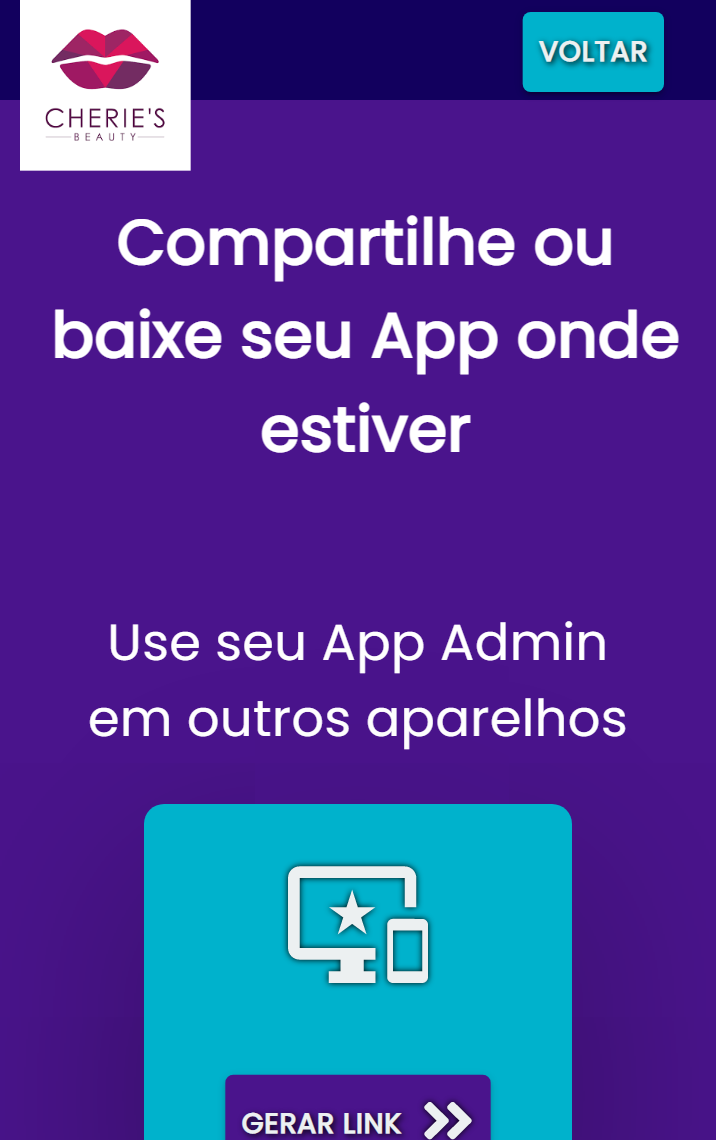 VOLTAR
CHERIE'S
BEAUTY
Compartilhe ou
baixe seu App onde
estiver
Use seu App Admin
em outros aparelhos
GERAR LINK